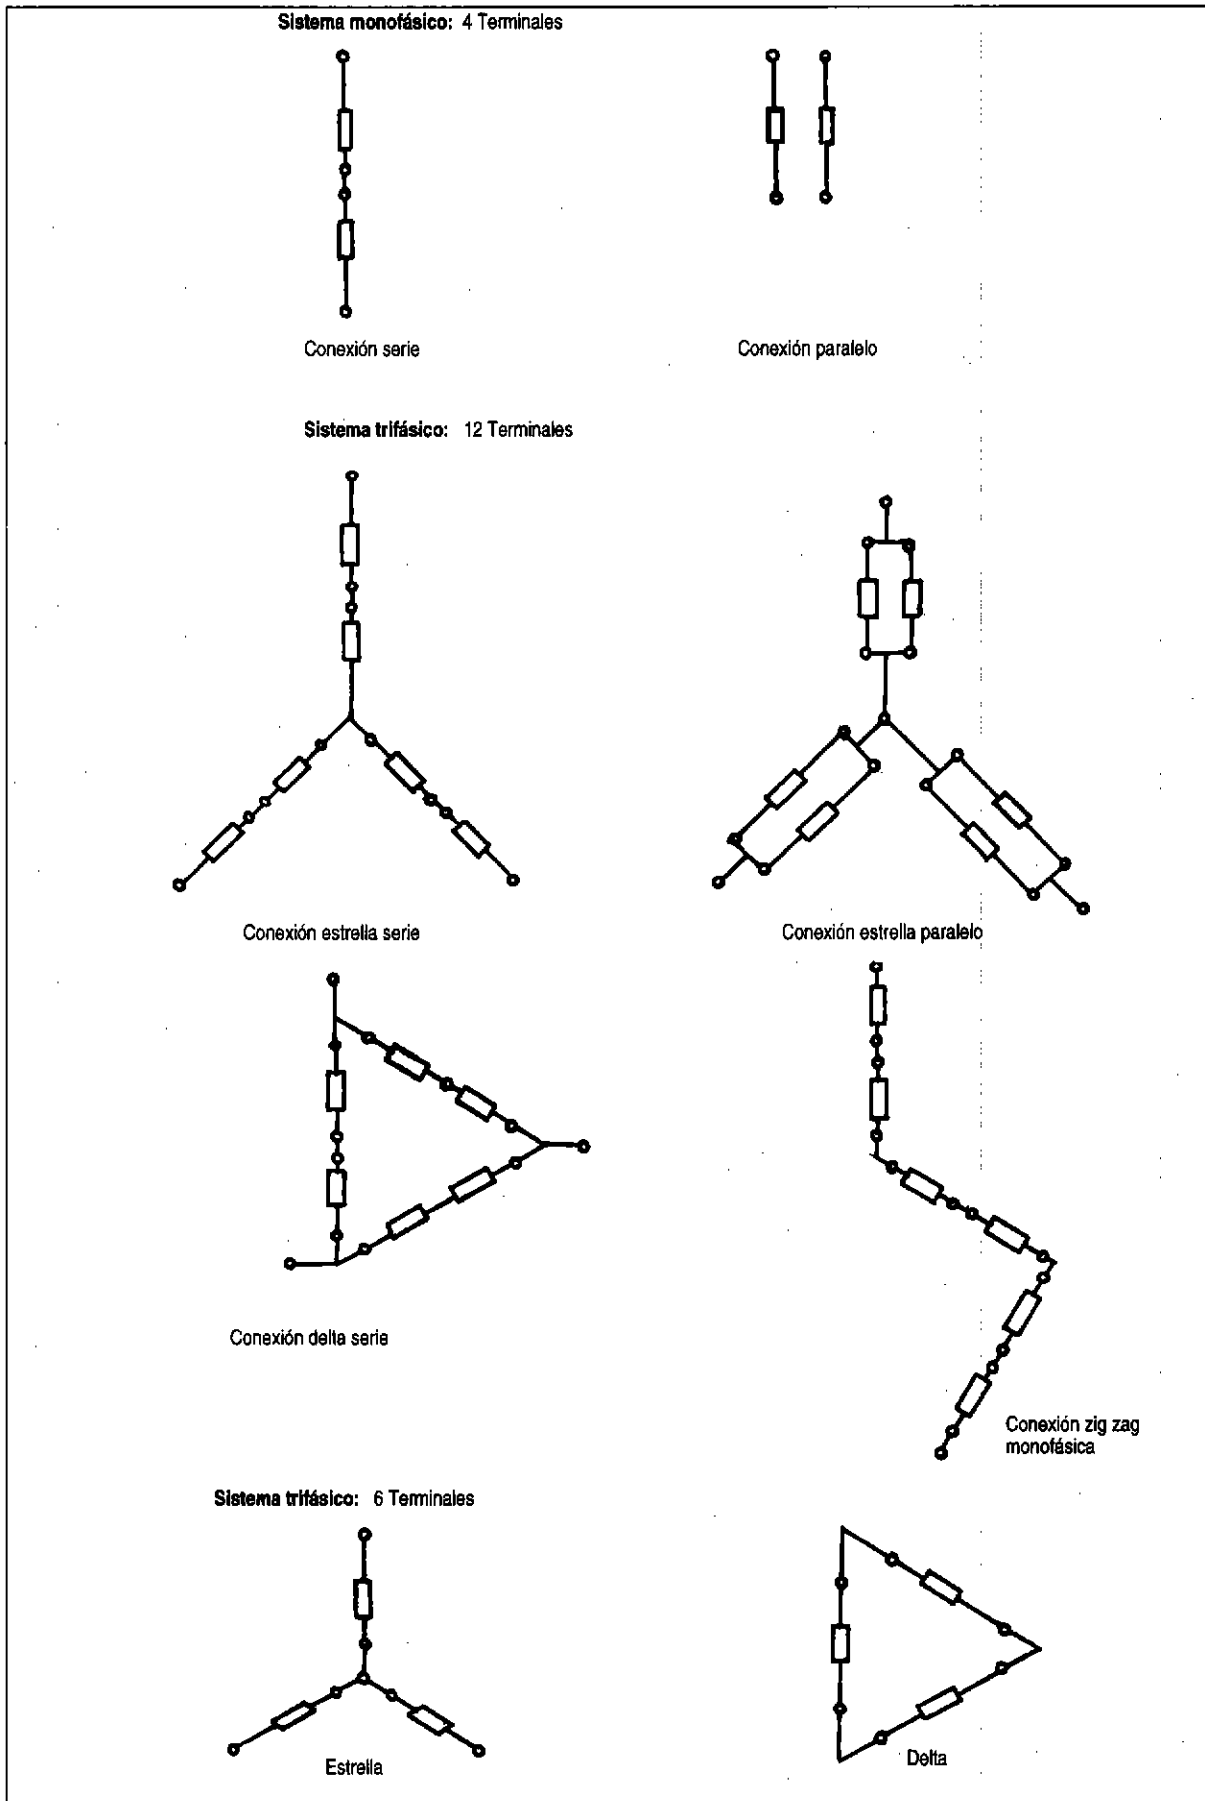 Sistema monofásico: 4 Terminales
Conexión serie
Conexión paralelo
Sistema trifásico: 12 Terminales
Conexión estrella serie
Conexión estrella paralelo
Conexión delta serie
Conexión zig zag
monofásica
Sistema trifásico: 6 Terminales
Estrella
Delta